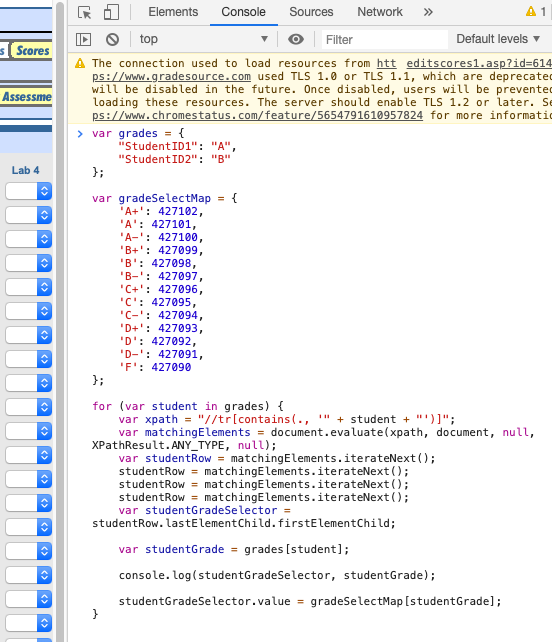 Elements Console Sources Network » 1
top Filter Default levels
s Scores
Assessme
Lab 4
The connection used to load resources from htt editscores1.asp?id=614
ps://www.gradesource.com used TLS 1.0 or TLS 1.1, which are deprecated
will be disabled in the future. Once disabled, users will be prevented
loading these resources. The server should enable TLS 1.2 or later. Se
ps://www.chromestatus.com/feature/5654791610957824 for more informatio
> var grades = {
"StudentID1": "A",
"StudentID2": "B"
};
var gradeSelectMap = {
'A+': 427102,
'A': 427101,
'A-': 427100,
'B+': 427099,
'B': 427098,
'B-': 427097,
'C+': 427096,
'C': 427095,
'C-': 427094,
'D+': 427093,
'D': 427092,
'D-': 427091,
'F': 427090
};
for (var student in grades) {
var xpath = "//tr[contains(., '" + student + "')]";
var matchingElements = document.evaluate(xpath, document, null,
XPathResult.ANY_TYPE, null);
var studentRow = matchingElements.iterateNext();
studentRow = matchingElements.iterateNext();
studentRow = matchingElements.iterateNext();
studentRow = matchingElements.iterateNext();
var studentGradeSelector =
studentRow.lastElementChild.firstElementChild;
var studentGrade = grades[student];
console.log(studentGradeSelector, studentGrade);
studentGradeSelector.value = gradeSelectMap[studentGrade];
}